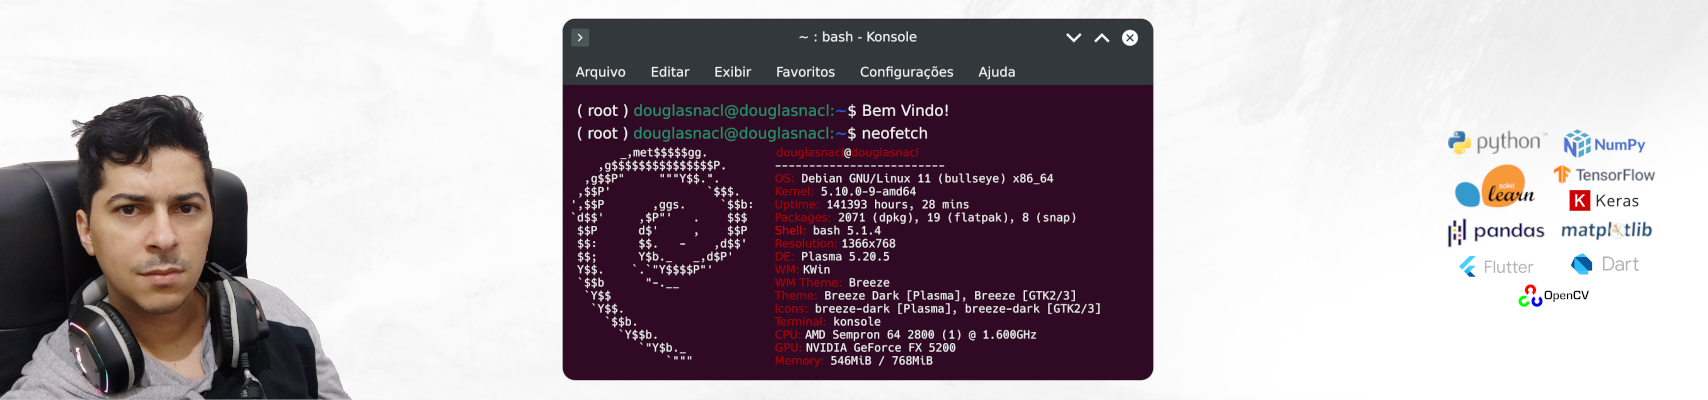 ~ : bash - Konsole
Arquivo Editar Exibir Favoritos Configurações Ajuda
( root ) douglasnacl@douglasnacl:~$ Bem Vindo!
( root ) douglasnacl@douglasnacl:~$ neofetch
_,met$$$$$gg.
,g$$$$$$$$$$$$$$$P.
,g$$P" """Y$$.".
,$$P' `$$$.
',$$P ,ggs. `$$b:
`d$$' ,$P"' . $$$
$$P d$' , $$P
$$: $$. - ,d$$'
$$; Y$b._ _,d$P'
Y$$. `.`"Y$$$$P"'
`$$b "-.__
`Y$$
`Y$$.
`$$b.
`Y$$b.
`"Y$b._
`"""
douglasnacl@douglasnacl
-------------------------
OS: Debian GNU/Linux 11 (bullseye) x86_64
Kernel: 5.10.0-9-amd64
Uptime: 141393 hours, 28 mins
Packages: 2071 (dpkg), 19 (flatpak), 8 (snap)
Shell: bash 5.1.4
Resolution: 1366x768
DE: Plasma 5.20.5
WM: KWin
WM Theme: Breeze
Theme: Breeze Dark [Plasma], Breeze [GTK2/3]
Icons: breeze-dark [Plasma], breeze-dark [GTK2/3]
Terminal: konsole
CPU: AMD Sempron 64 2800 (1) @ 1.600GHz
GPU: NVIDIA GeForce FX 5200
Memory: 546MiB / 768MiB
python™ NumPy
scikit learn TensorFlow
K Keras
pandas matplotlib
Flutter Dart
OpenCV